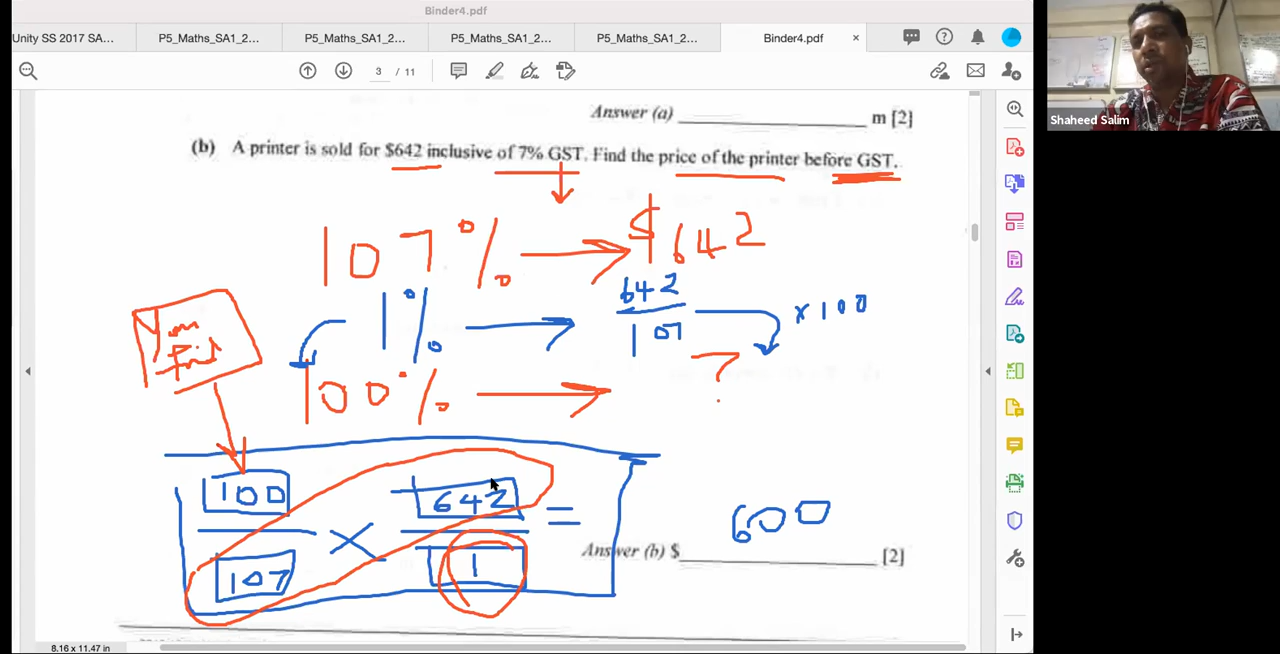 Binder4.pdf
Unity SS 2017 SA... P5_Maths_SA1_2... P5_Maths_SA1_2... P5_Maths_SA1_2... P5_Maths_SA1_2... Binder4.pdf ×
3 / 11
Shaheed Salim
Answer (a) ____ m [2]
(b) A printer is sold for $642 inclusive of 7% GST. Find the price of the printer before GST.
107% → $642
1% → 642/107 ×100
100% → ?
100/107 × 642/1 =
600
Answer (b) $ ____ [2]
8.16 x 11.47 in